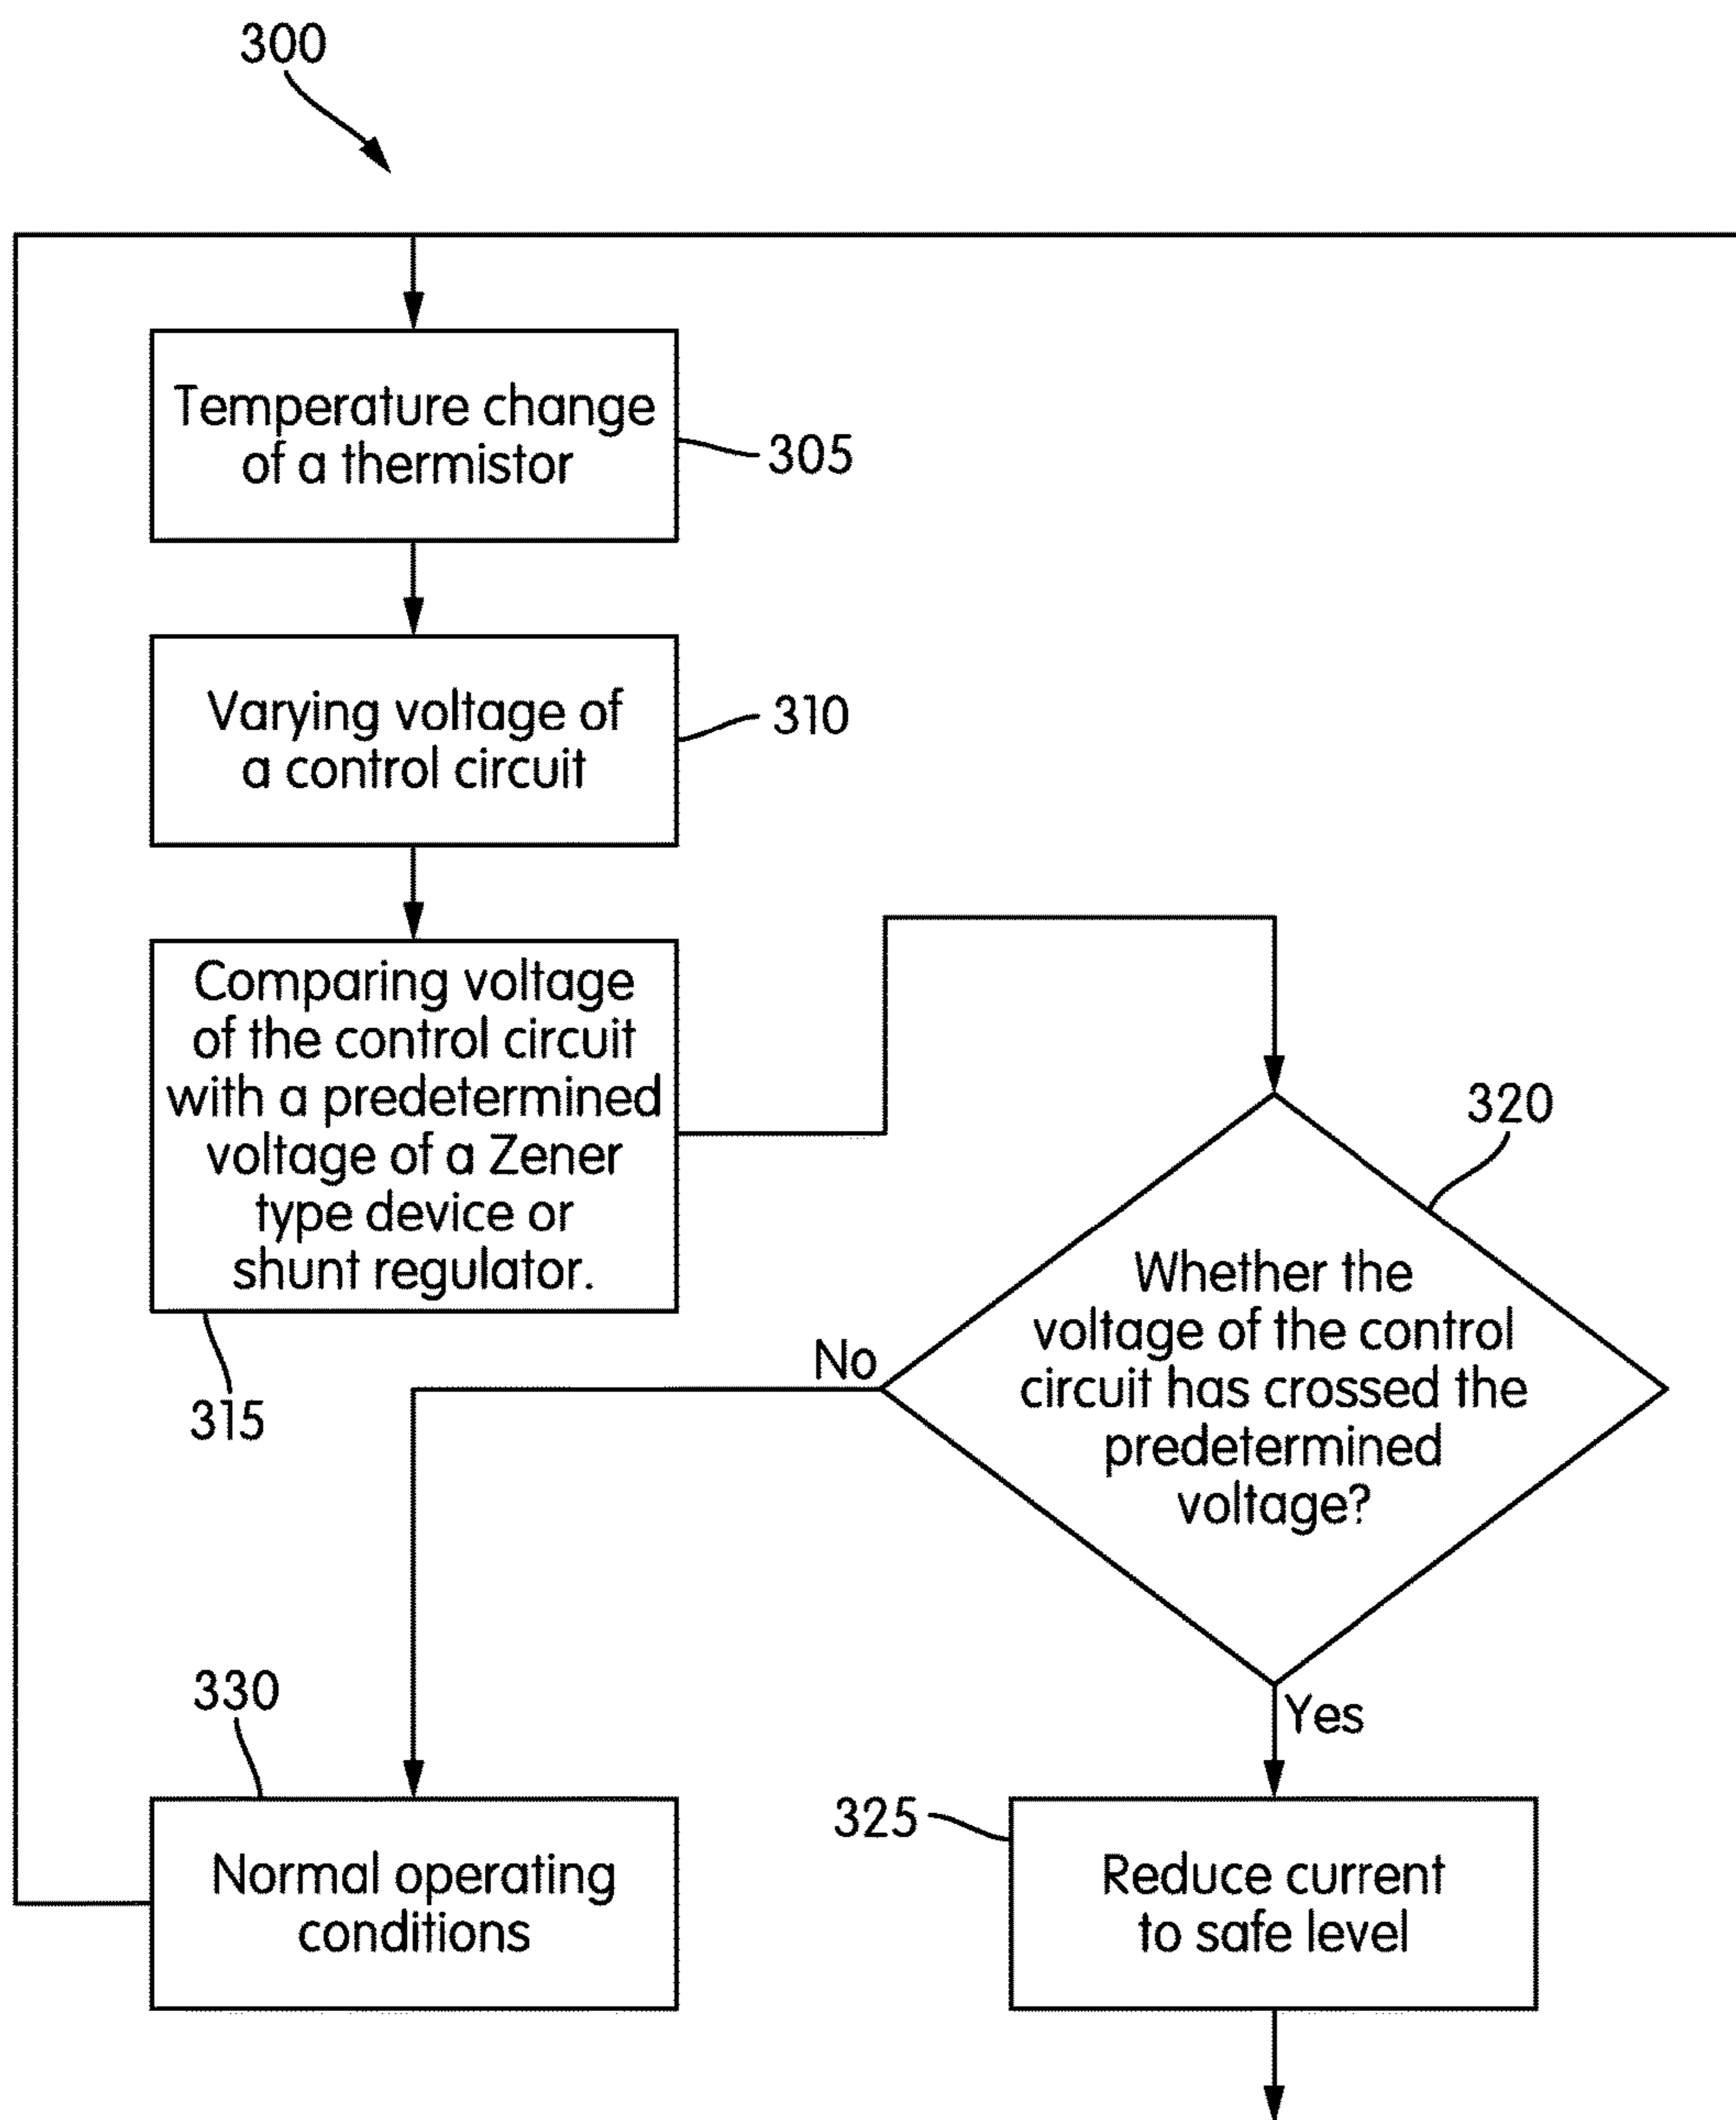 300
Temperature change
of a thermistor
305
Varying voltage of
a control circuit
310
Comparing voltage
of the control circuit
with a predetermined
voltage of a Zener
type device or
shunt regulator.
315
320
Whether the
voltage of the control
circuit has crossed the
predetermined
voltage?
No
Yes
330
Normal operating
conditions
325
Reduce current
to safe level